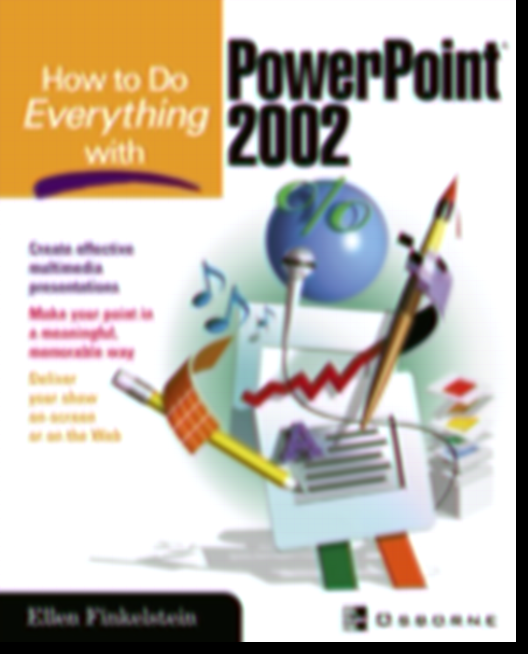 How to Do
Everything
with
PowerPoint
2002
Create effective
multimedia
presentations
Make your point in
a meaningful,
memorable way
Deliver
your show
on-screen
or on the Web
%
A
Ellen Finkelstein
OSBORNE